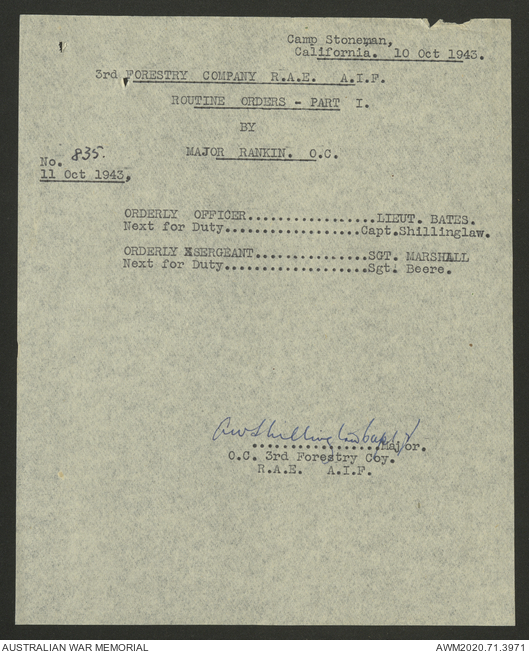 Camp Stoneman,
California. 10 Oct 1943.
3rd FORESTRY COMPANY R.A.E. A.I.F.
ROUTINE ORDERS - PART I.
BY
MAJOR RANKIN. O.C.
No. 835.
11 Oct 1943,
ORDERLY OFFICER.................LIEUT. BATES.
Next for Duty.................Capt.Shillinglaw.
ORDERLY XSERGEANT..............SGT. MARSHALL
Next for Duty..................Sgt. Beere.
AWShillinglaw Capt
................Major.
O.C. 3rd Forestry Coy.
R.A.E. A.I.F.
AUSTRALIAN WAR MEMORIAL AWM2020.71.3971